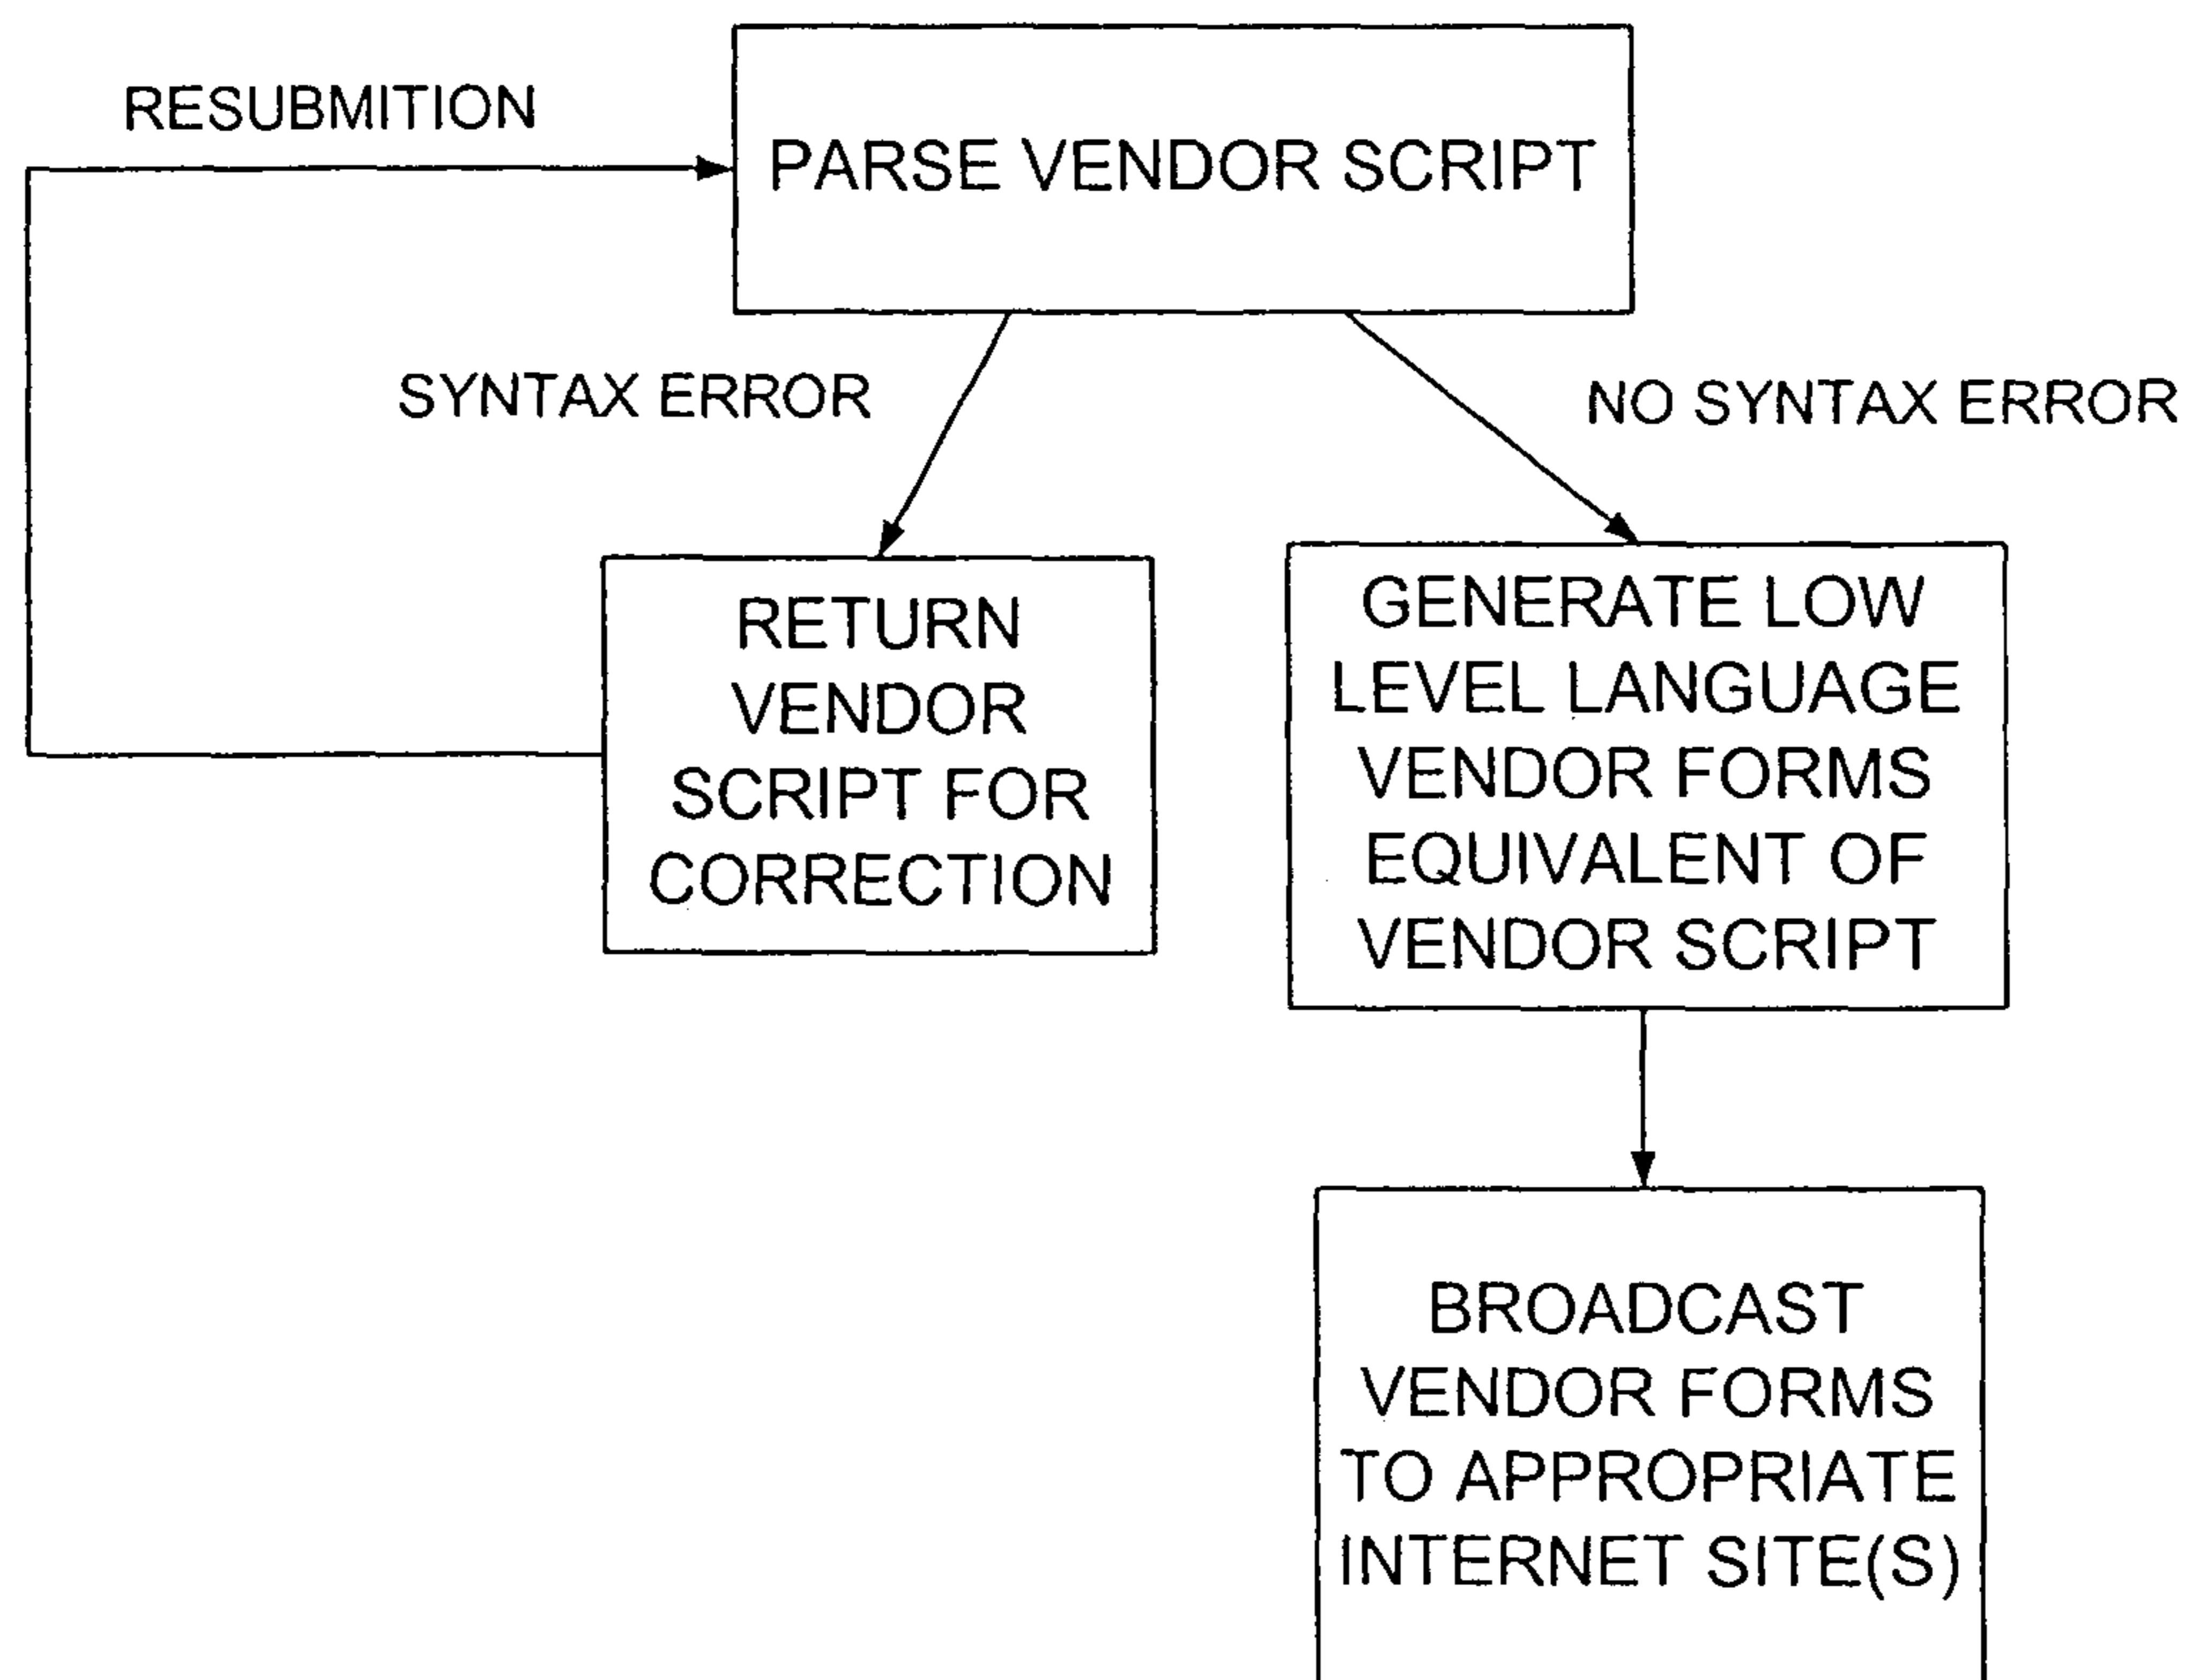 RESUBMITION
PARSE VENDOR SCRIPT
SYNTAX ERROR
NO SYNTAX ERROR
RETURN
VENDOR
SCRIPT FOR
CORRECTION
GENERATE LOW
LEVEL LANGUAGE
VENDOR FORMS
EQUIVALENT OF
VENDOR SCRIPT
BROADCAST
VENDOR FORMS
TO APPROPRIATE
INTERNET SITE(S)